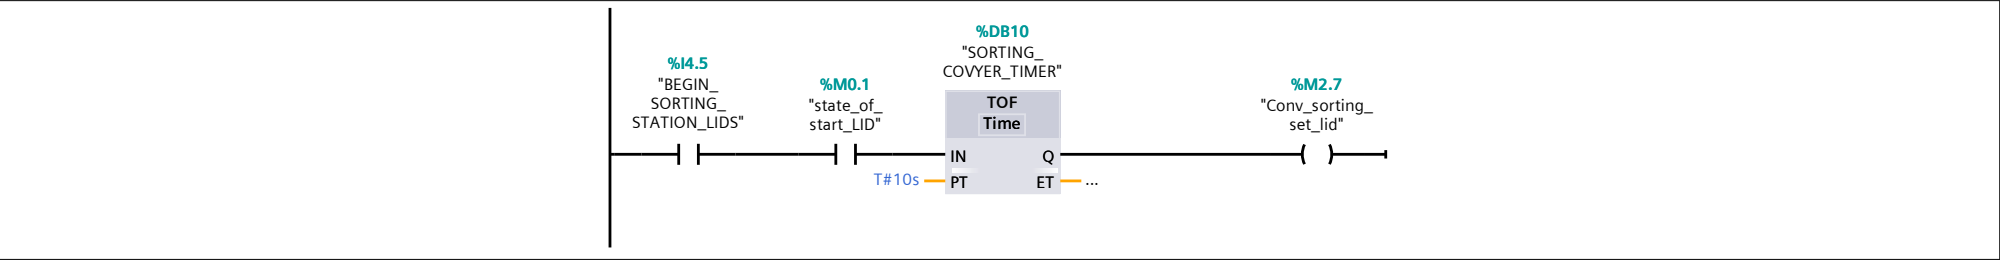 %I4.5
"BEGIN_
SORTING_
STATION_LIDS"
%M0.1
"state_of_
start_LID"
%DB10
"SORTING_
COVYER_TIMER"
TOF
Time
IN
Q
T#10s
PT
ET
...
%M2.7
"Conv_sorting_
set_lid"